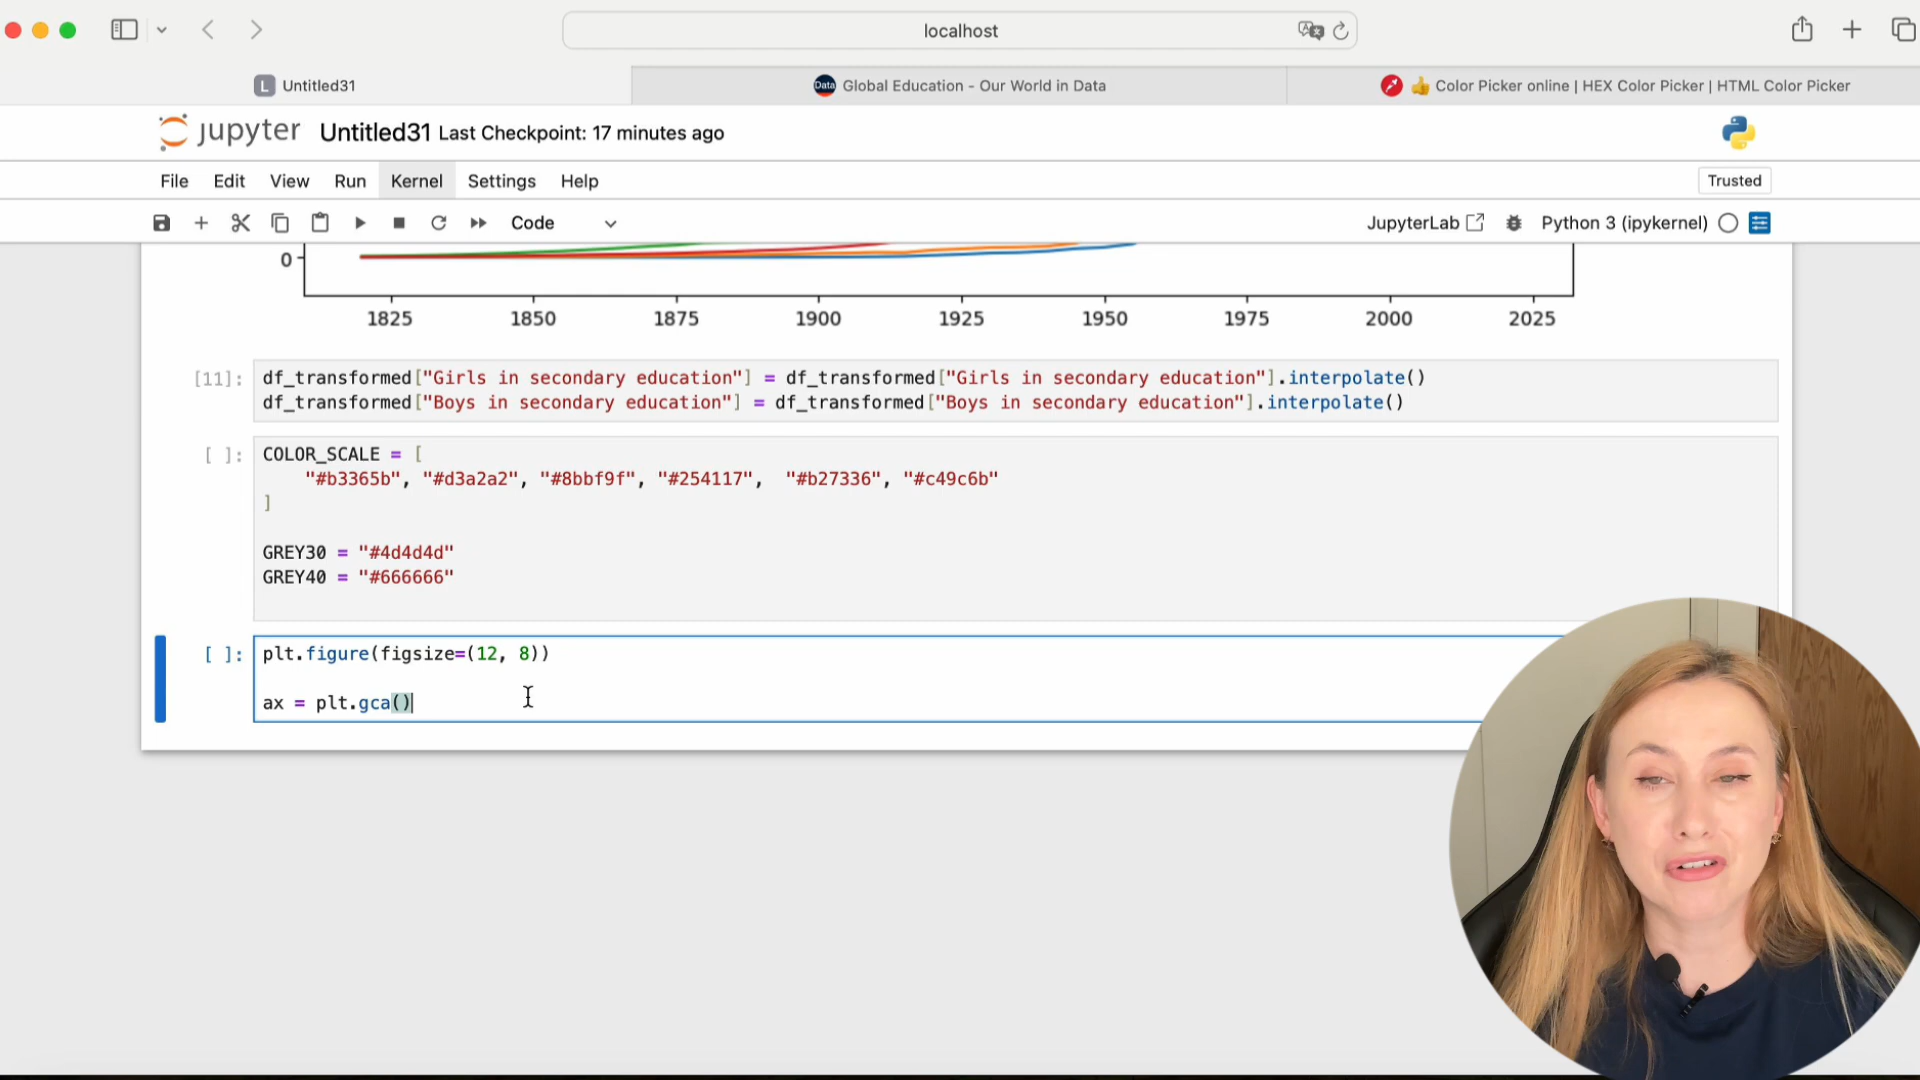 localhost
L Untitled31
Data Global Education - Our World in Data
Color Picker online | HEX Color Picker | HTML Color Picker
jupyter Untitled31 Last Checkpoint: 17 minutes ago
File Edit View Run Kernel Settings Help
Trusted
Code
JupyterLab
Python 3 (ipykernel)
0
1825 1850 1875 1900 1925 1950 1975 2000 2025
[11]: df_transformed["Girls in secondary education"] = df_transformed["Girls in secondary education"].interpolate()
df_transformed["Boys in secondary education"] = df_transformed["Boys in secondary education"].interpolate()
[ ]: COLOR_SCALE = [
"#b3365b", "#d3a2a2", "#8bbf9f", "#254117",  "#b27336", "#c49c6b"
]
GREY30 = "#4d4d4d"
GREY40 = "#666666"
[ ]: plt.figure(figsize=(12, 8))
ax = plt.gca()